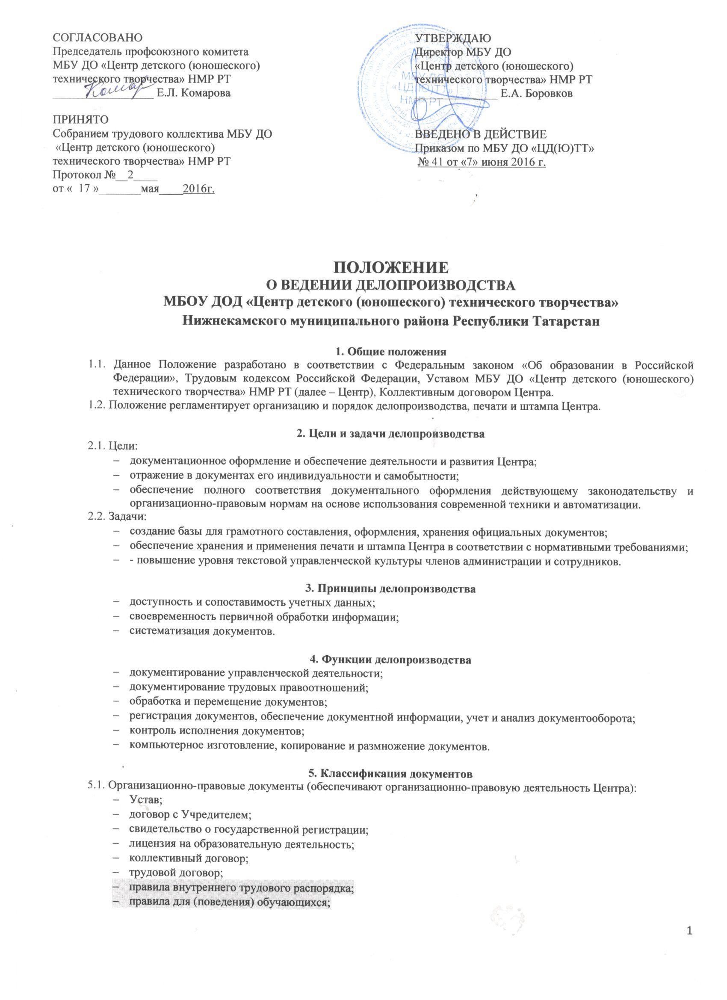 СОГЛАСОВАНО
Председатель профсоюзного комитета
МБУ ДО «Центр детского (юношеского)
технического творчества» НМР РТ
_________________ Е.Л. Комарова
ПРИНЯТО
Собранием трудового коллектива МБУ ДО
«Центр детского (юношеского)
технического творчества» НМР РТ
Протокол №__2____
от « 17 »_______мая____2016г.
УТВЕРЖДАЮ
Директор МБУ ДО
«Центр детского (юношеского)
технического творчества» НМР РТ
______________ Е.А. Боровков
МБУ ДО
«ЦД(Ю)ТТ»
НМР РТ
ВВЕДЕНО В ДЕЙСТВИЕ
Приказом по МБУ ДО «ЦД(Ю)ТТ»
№ 41 от «7» июня 2016 г.
ПОЛОЖЕНИЕ
О ВЕДЕНИИ ДЕЛОПРОИЗВОДСТВА
МБОУ ДОД «Центр детского (юношеского) технического творчества»
Нижнекамского муниципального района Республики Татарстан
1. Общие положения
1.1. Данное Положение разработано в соответствии с Федеральным законом «Об образовании в Российской
Федерации», Трудовым кодексом Российской Федерации, Уставом МБУ ДО «Центр детского (юношеского)
технического творчества» НМР РТ (далее – Центр), Коллективным договором Центра.
1.2. Положение регламентирует организацию и порядок делопроизводства, печати и штампа Центра.
2. Цели и задачи делопроизводства
2.1. Цели:
– документационное оформление и обеспечение деятельности и развития Центра;
– отражение в документах его индивидуальности и самобытности;
– обеспечение полного соответствия документального оформления действующему законодательству и
организационно-правовым нормам на основе использования современной техники и автоматизации.
2.2. Задачи:
– создание базы для грамотного составления, оформления, хранения официальных документов;
– обеспечение хранения и применения печати и штампа Центра в соответствии с нормативными требованиями;
– - повышение уровня текстовой управленческой культуры членов администрации и сотрудников.
3. Принципы делопроизводства
– доступность и сопоставимость учетных данных;
– своевременность первичной обработки информации;
– систематизация документов.
4. Функции делопроизводства
– документирование управленческой деятельности;
– документирование трудовых правоотношений;
– обработка и перемещение документов;
– регистрация документов, обеспечение документной информации, учет и анализ документооборота;
– контроль исполнения документов;
– компьютерное изготовление, копирование и размножение документов.
5. Классификация документов
5.1. Организационно-правовые документы (обеспечивают организационно-правовую деятельность Центра):
– Устав;
– договор с Учредителем;
– свидетельство о государственной регистрации;
– лицензия на образовательную деятельность;
– коллективный договор;
– трудовой договор;
– правила внутреннего трудового распорядка;
– правила для (поведения) обучающихся;
1